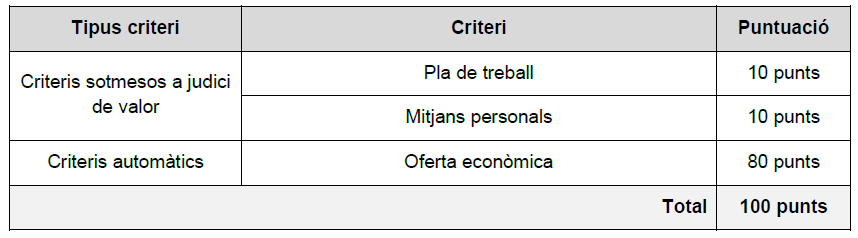 Tipus criteri Criteri Puntuació
Criteris sotmesos a judici
de valor
Pla de treball 10 punts
Mitjans personals 10 punts
Criteris automàtics Oferta econòmica 80 punts
Total 100 punts